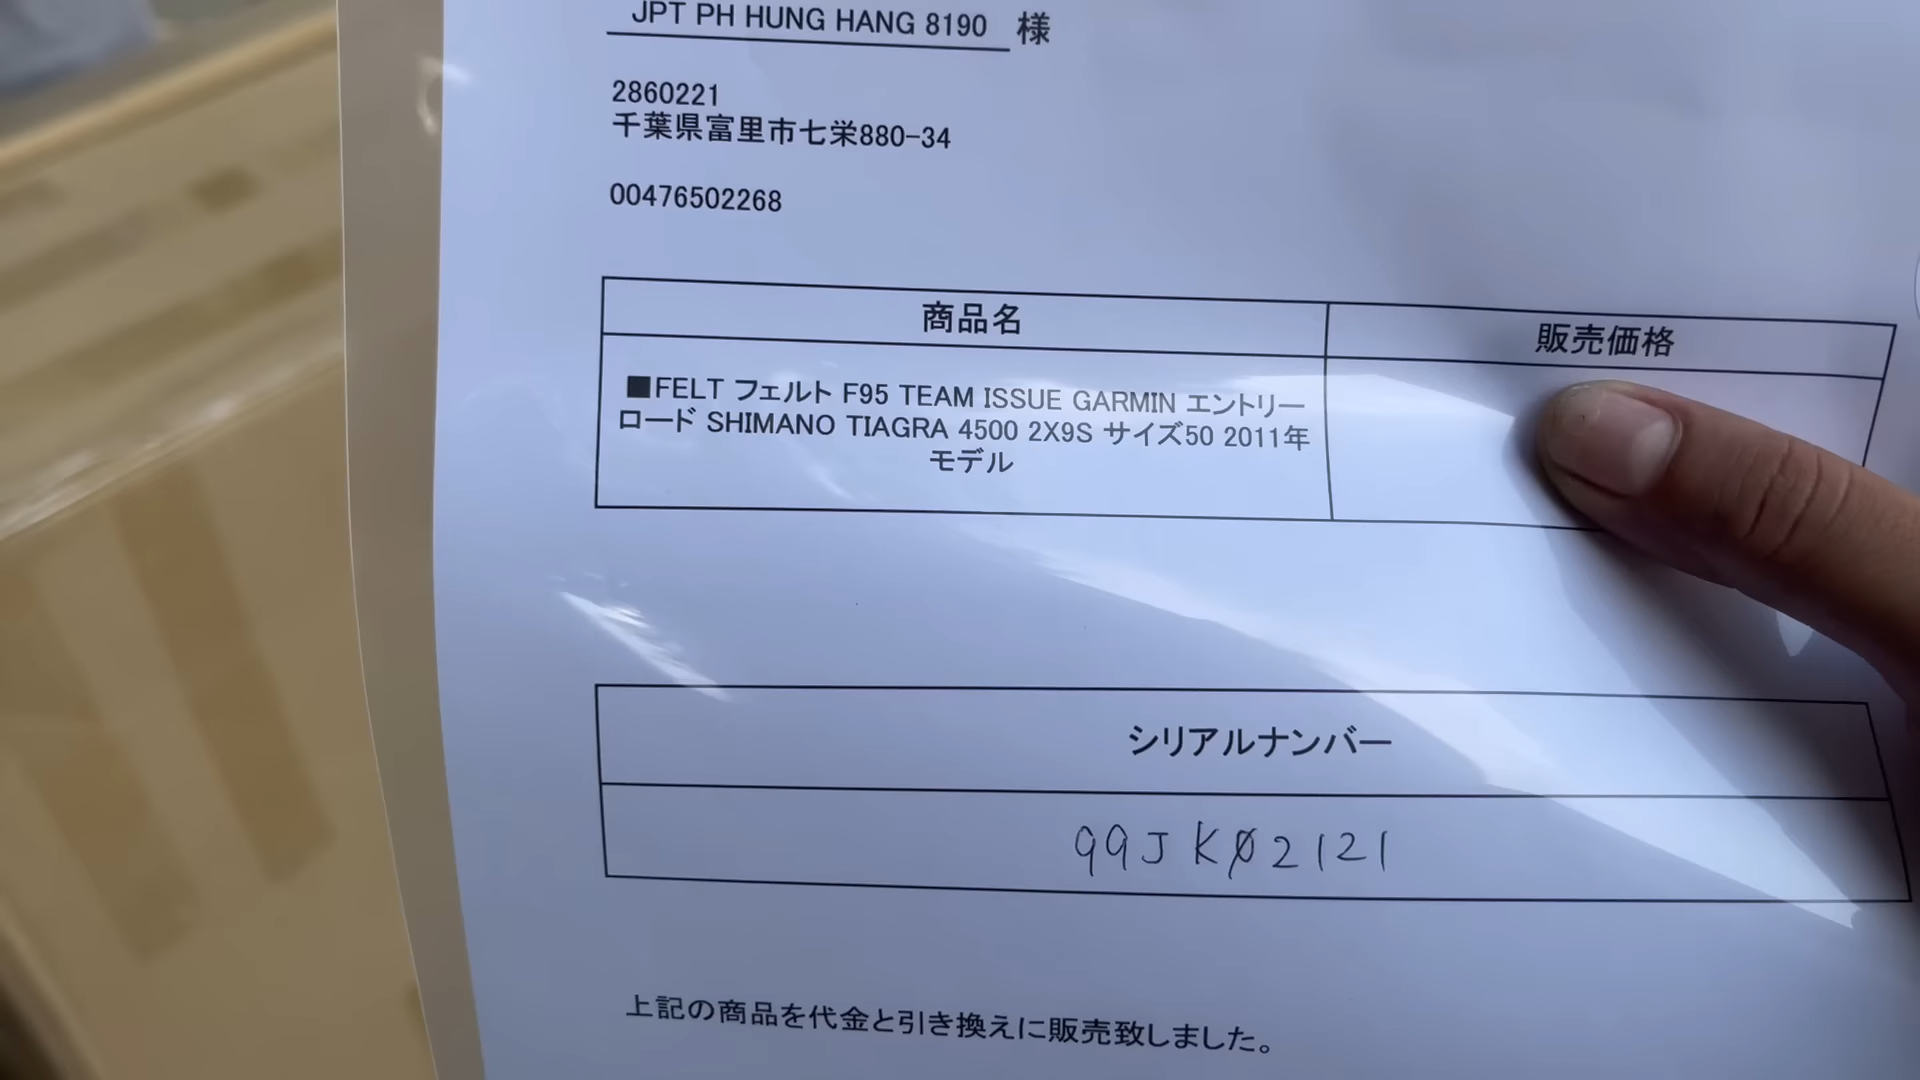 JPT PH HUNG HANG 8190 様
2860221
千葉県富里市七栄880-34
00476502268
商品名 販売価格
■FELT フェルト F95 TEAM ISSUE GARMIN エントリー
ロード SHIMANO TIAGRA 4500 2X9S サイズ50 2011年
モデル
シリアルナンバー
99JK02121
上記の商品を代金と引き換えに販売致しました。